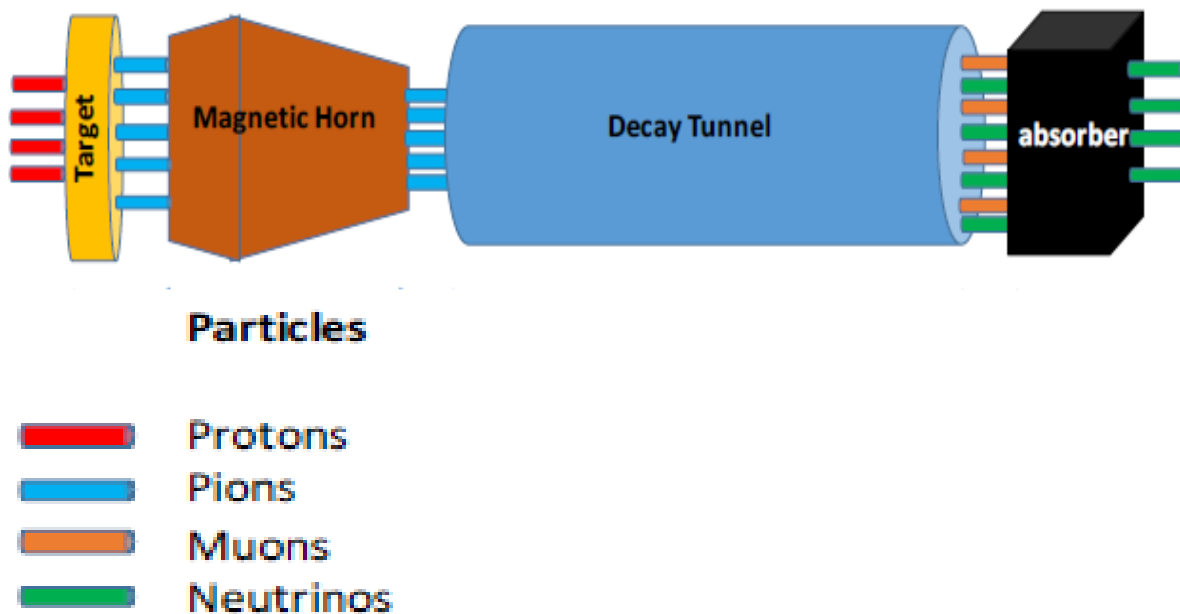 Target
Magnetic Horn
Decay Tunnel
absorber
Particles
Protons
Pions
Muons
Neutrinos